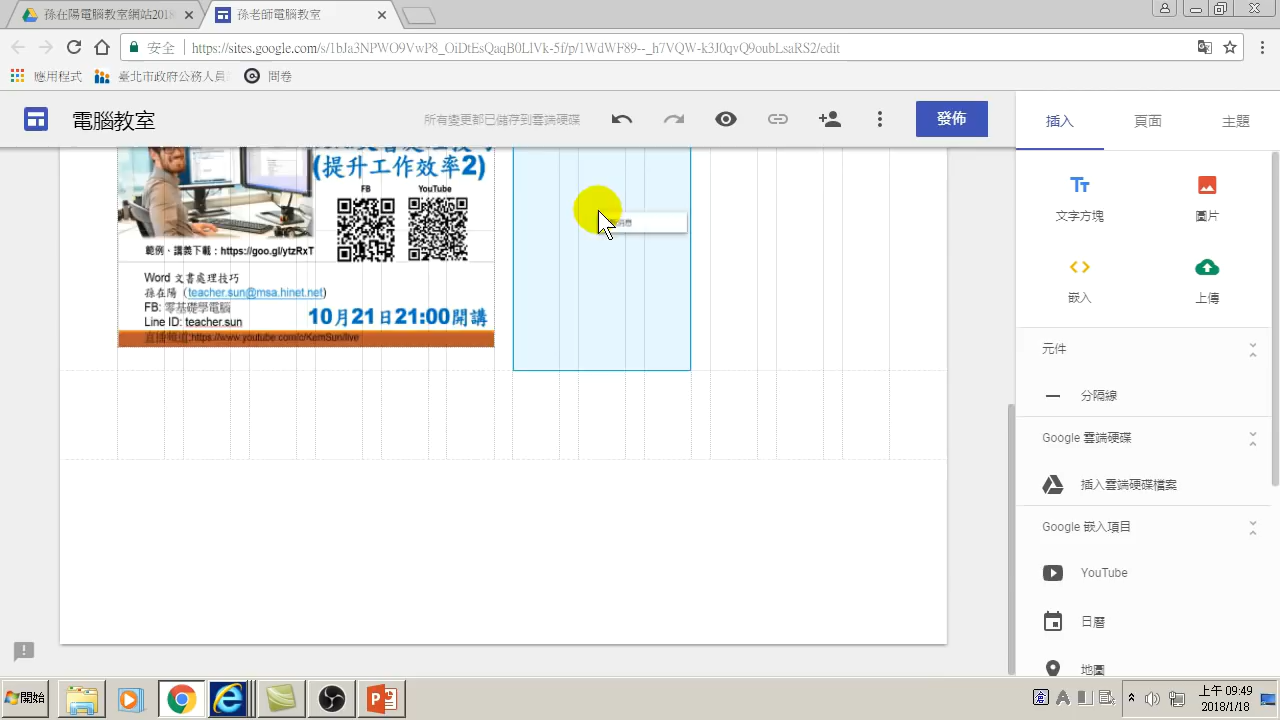 孫在陽電腦教室網站2018
孫老師電腦教室
安全
https://sites.google.com/s/1bJa3NPWO9VwP8_OiDtEsQaqB0LIVk-5i7p/1WdWF89--_h7VQW-k3J0qvQ9oubLsaRS2/edit
應用程式
臺北市政府公務人員
問卷
電腦教室
所有變更都已儲存到雲端硬碟
發佈
插入
頁面
主題
(提升工作效率2)
FB
YouTube
範例、講義下載：https://goo.gl/ytzRxT
Word 文書處理技巧
孫在陽（teacher.sun@msa.hinet.net)
FB: 零基礎學電腦
Line ID: teacher.sun
10月21日21:00開講
直播頻道:https://www.youtube.com/c/KemSun/live
消息
文字方塊
圖片
嵌入
上傳
元件
分隔線
Google 雲端硬碟
插入雲端硬碟檔案
Google 嵌入項目
YouTube
日曆
地圖
開始
上午 09:49
2018/1/18